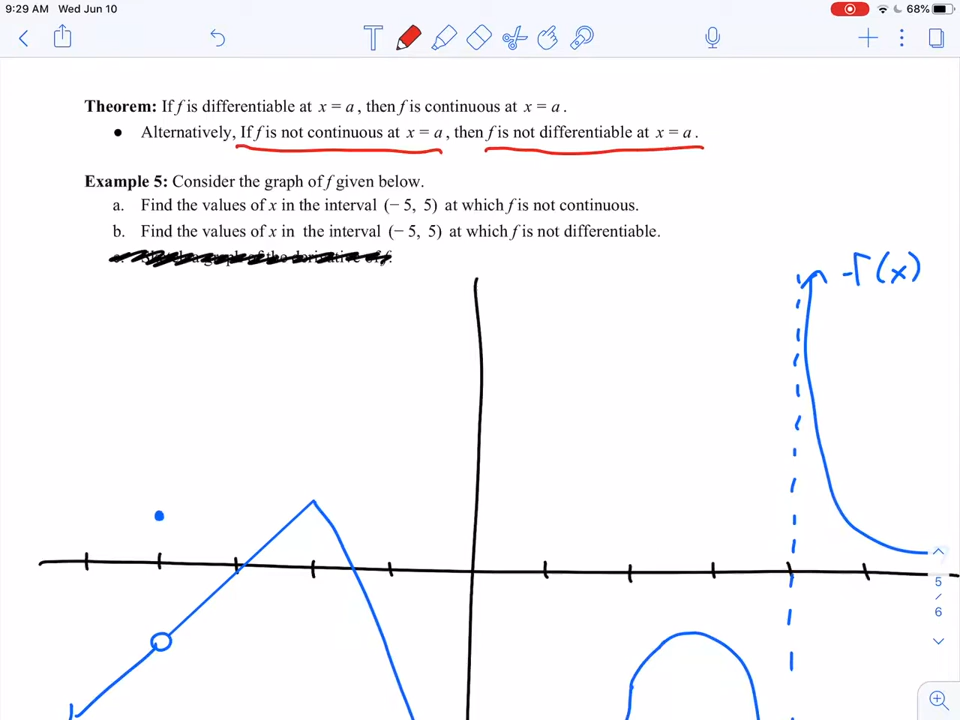 9:29 AM Wed Jun 10
68%
T
Theorem: If f is differentiable at x = a, then f is continuous at x = a.
● Alternatively, If f is not continuous at x = a, then f is not differentiable at x = a.
Example 5: Consider the graph of f given below.
a. Find the values of x in the interval (− 5, 5) at which f is not continuous.
b. Find the values of x in the interval (− 5, 5) at which f is not differentiable.
f(x)
5
/
6